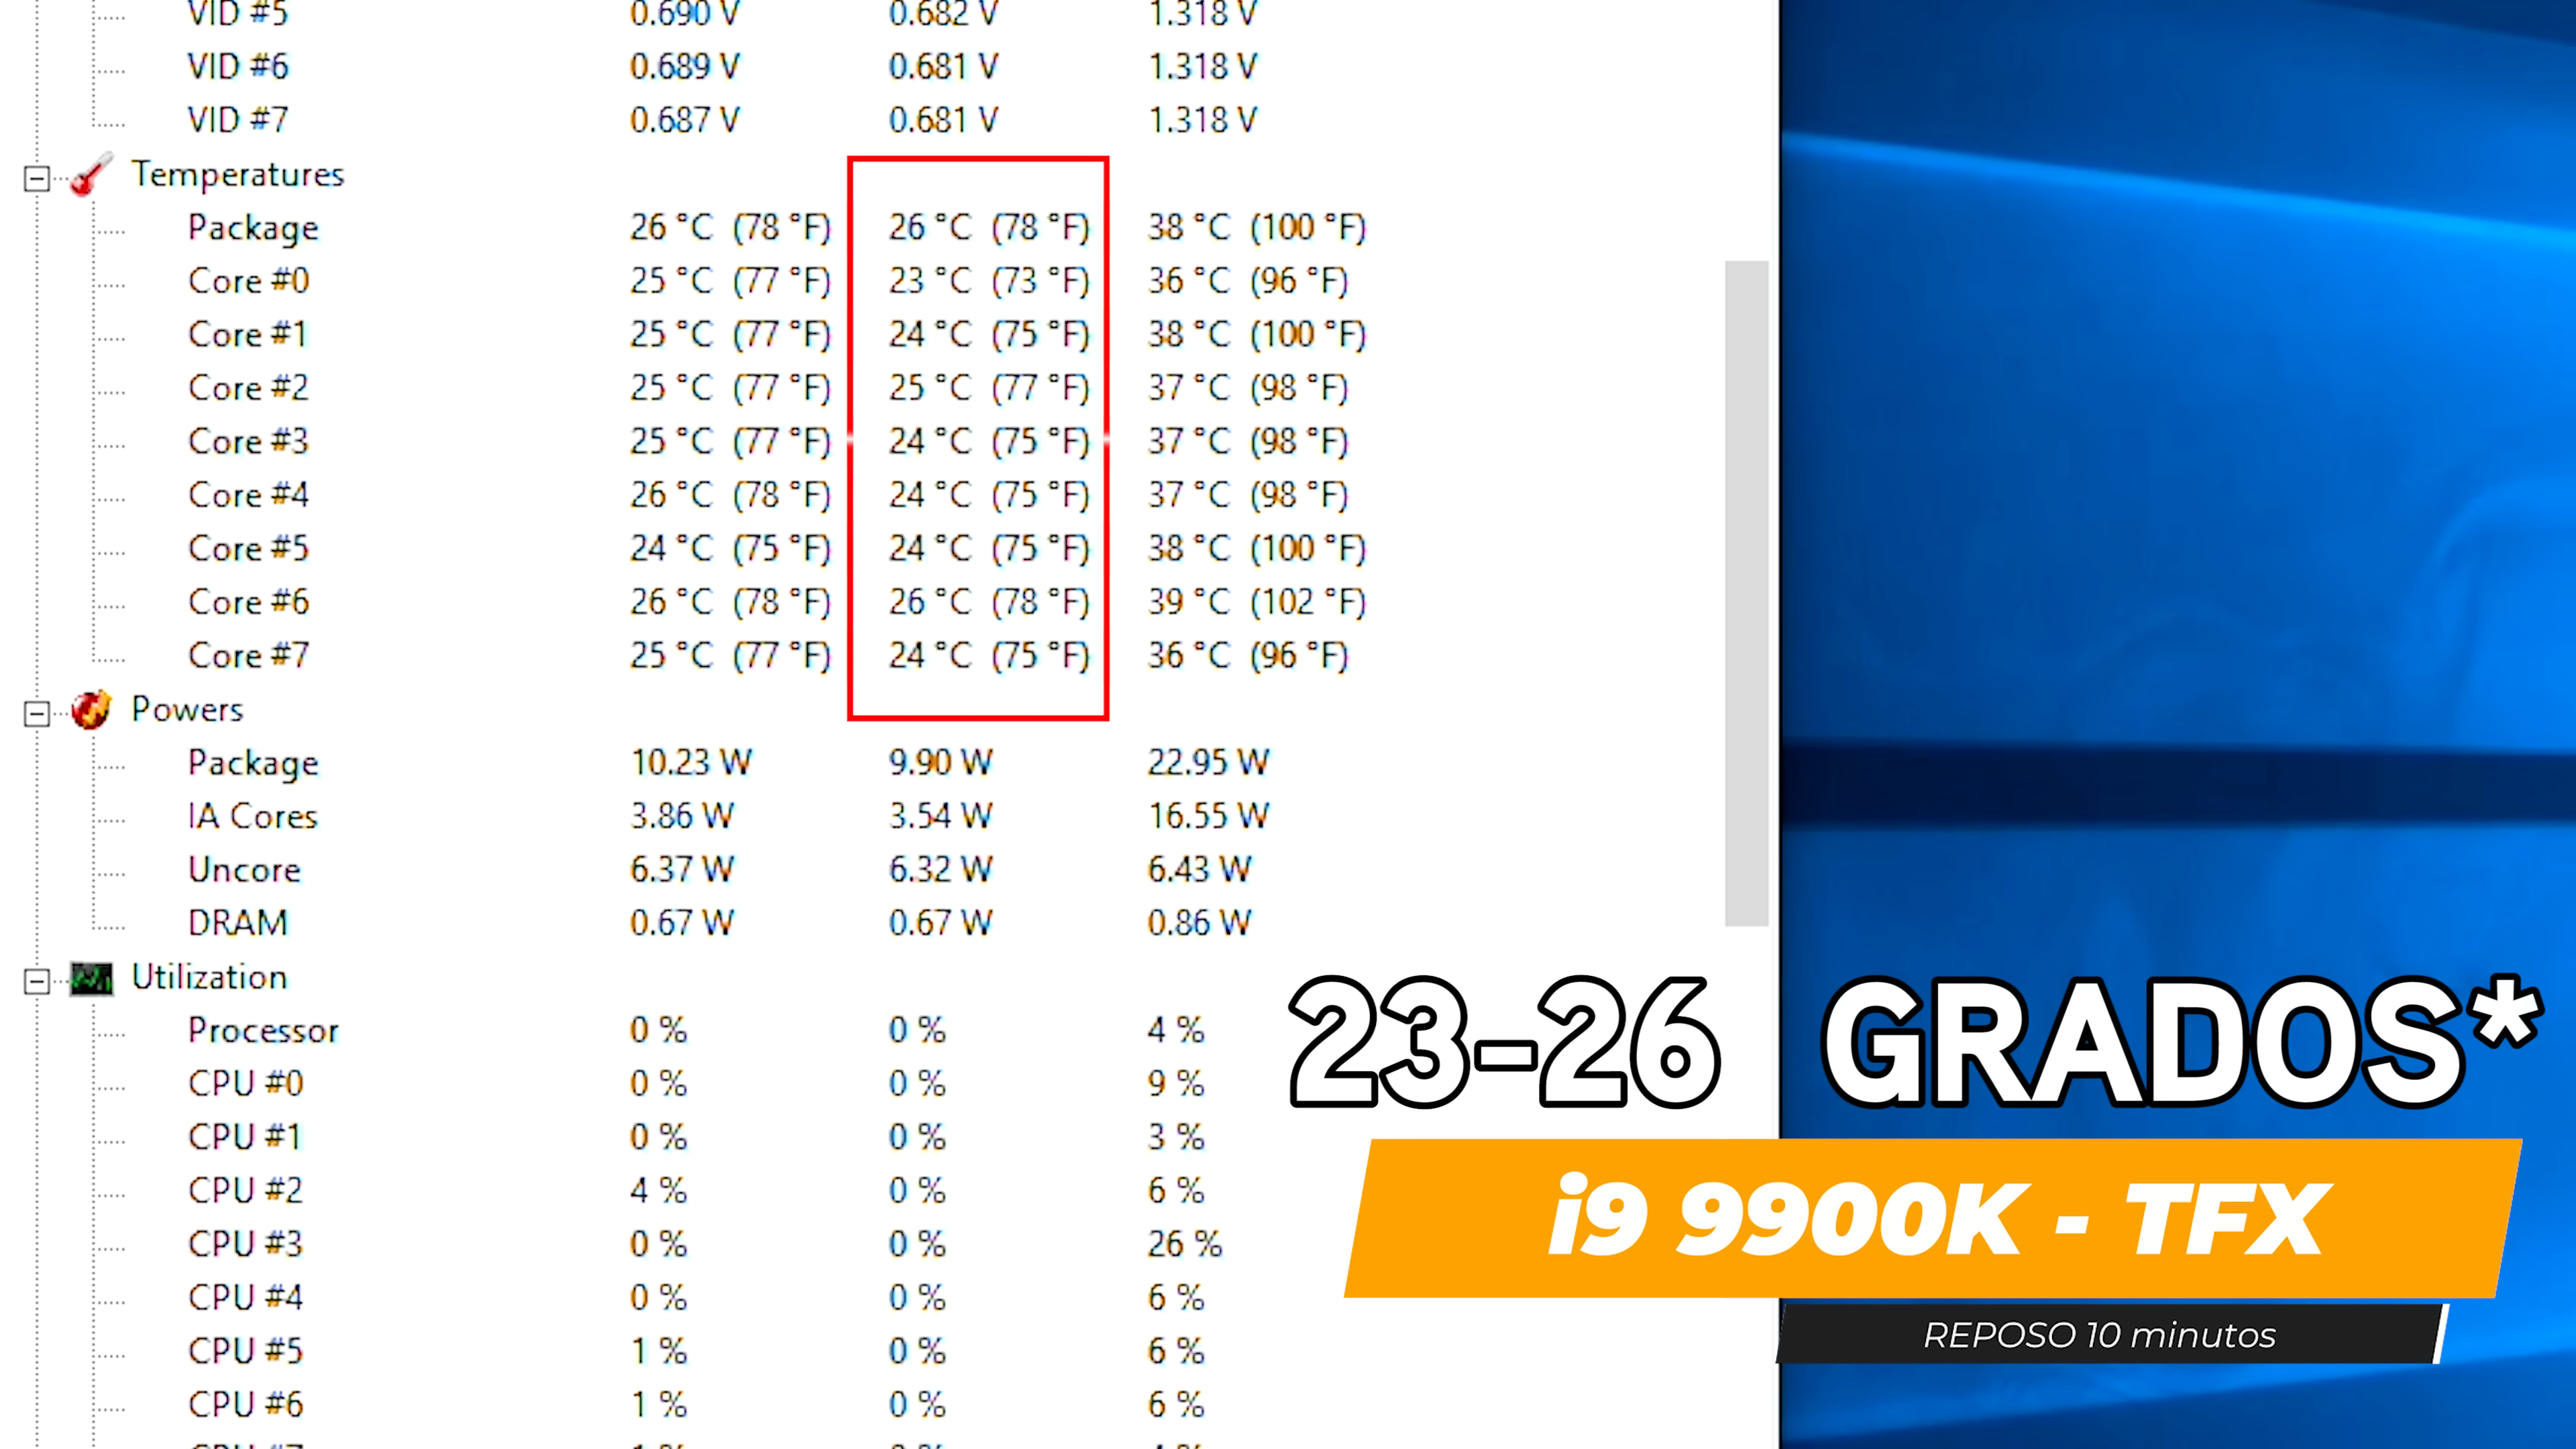 VID #5 0.690 V 0.682 V 1.318 V
VID #6 0.689 V 0.681 V 1.318 V
VID #7 0.687 V 0.681 V 1.318 V
Temperatures
Package 26 °C (78 °F) 26 °C (78 °F) 38 °C (100 °F)
Core #0 25 °C (77 °F) 23 °C (73 °F) 36 °C (96 °F)
Core #1 25 °C (77 °F) 24 °C (75 °F) 38 °C (100 °F)
Core #2 25 °C (77 °F) 25 °C (77 °F) 37 °C (98 °F)
Core #3 25 °C (77 °F) 24 °C (75 °F) 37 °C (98 °F)
Core #4 26 °C (78 °F) 24 °C (75 °F) 37 °C (98 °F)
Core #5 24 °C (75 °F) 24 °C (75 °F) 38 °C (100 °F)
Core #6 26 °C (78 °F) 26 °C (78 °F) 39 °C (102 °F)
Core #7 25 °C (77 °F) 24 °C (75 °F) 36 °C (96 °F)
Powers
Package 10.23 W 9.90 W 22.95 W
IA Cores 3.86 W 3.54 W 16.55 W
Uncore 6.37 W 6.32 W 6.43 W
DRAM 0.67 W 0.67 W 0.86 W
Utilization
Processor 0 % 0 % 4 %
CPU #0 0 % 0 % 9 %
CPU #1 0 % 0 % 3 %
CPU #2 4 % 0 % 6 %
CPU #3 0 % 0 % 26 %
CPU #4 0 % 0 % 6 %
CPU #5 1 % 0 % 6 %
CPU #6 1 % 0 % 6 %
23-26 GRADOS*
i9 9900K - TFX
REPOSO 10 minutos